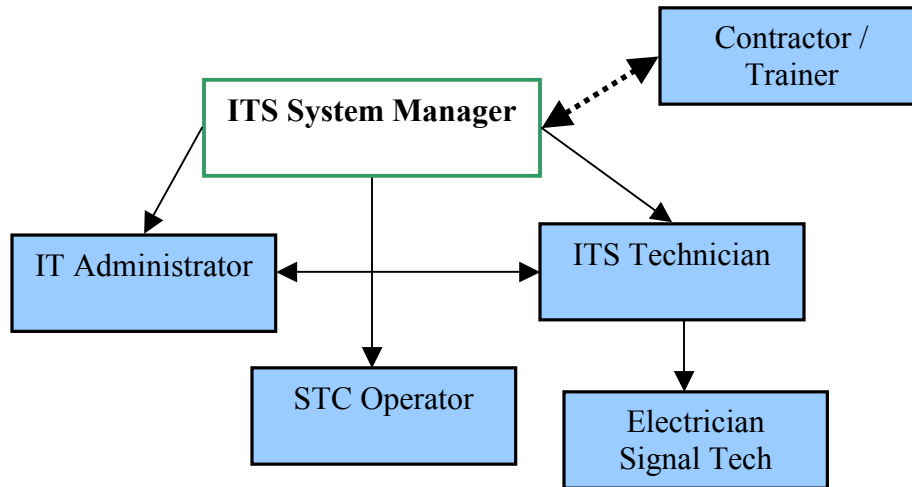 Contractor /
Trainer
ITS System Manager
IT Administrator
ITS Technician
STC Operator
Electrician
Signal Tech